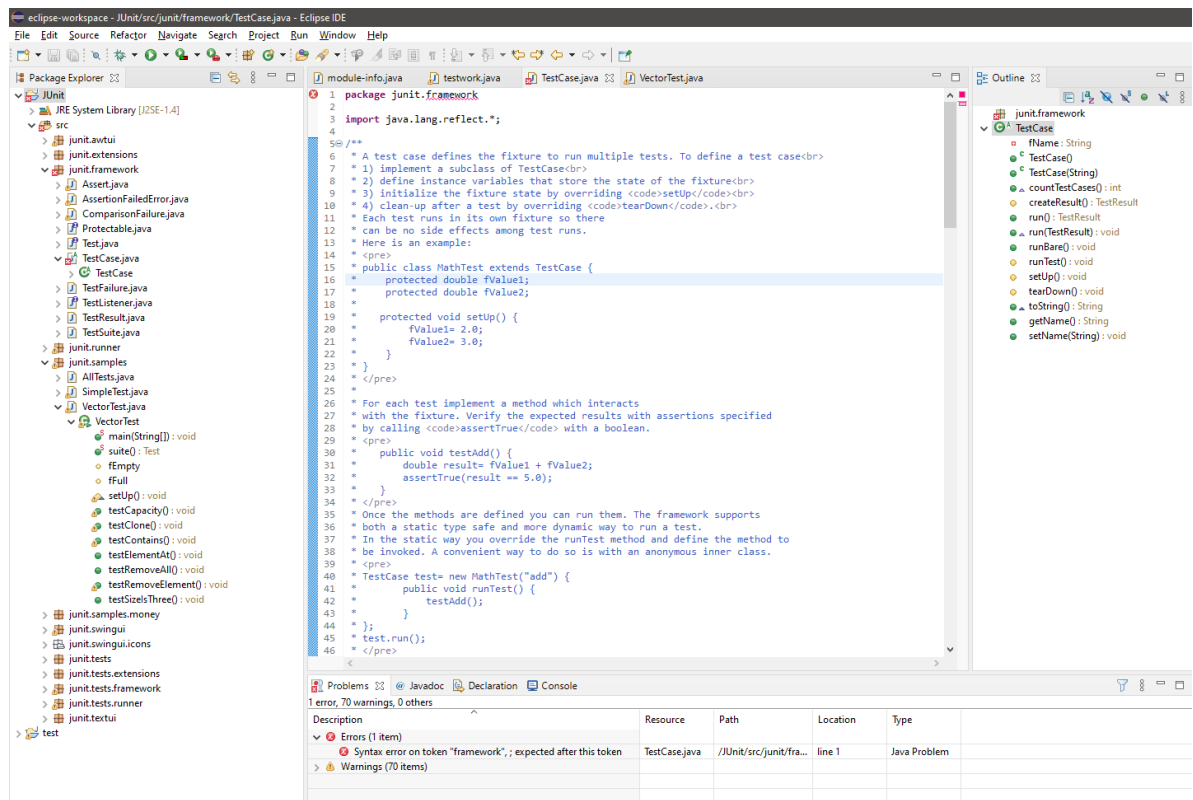 eclipse-workspace - JUnit/src/junit/framework/TestCase.java - Eclipse IDE
File Edit Source Refactor Navigate Search Project Run Window Help
Package Explorer
JUnit
JRE System Library [J2SE-1.4]
src
junit.awtui
junit.extensions
junit.framework
Assert.java
AssertionFailedError.java
ComparisonFailure.java
Protectable.java
Test.java
TestCase.java
TestCase
TestFailure.java
TestListener.java
TestResult.java
TestSuite.java
junit.runner
junit.samples
AllTests.java
SimpleTest.java
VectorTest.java
VectorTest
main(String[]) : void
suite() : Test
fEmpty
fFull
setUp() : void
testCapacity() : void
testClone() : void
testContains() : void
testElementAt() : void
testRemoveAll() : void
testRemoveElement() : void
testSizeIsThree() : void
junit.samples.money
junit.swingui
junit.swingui.icons
junit.tests
junit.tests.extensions
junit.tests.framework
junit.tests.runner
junit.textui
test
module-info.java testwork.java TestCase.java VectorTest.java
1 package junit.framework
2
3 import java.lang.reflect.*;
4
5 /**
6 * A test case defines the fixture to run multiple tests. To define a test case<br>
7 * 1) implement a subclass of TestCase<br>
8 * 2) define instance variables that store the state of the fixture<br>
9 * 3) initialize the fixture state by overriding <code>setUp</code><br>
10 * 4) clean-up after a test by overriding <code>tearDown</code>.<br>
11 * Each test runs in its own fixture so there
12 * can be no side effects among test runs.
13 * Here is an example:
14 * <pre>
15 * public class MathTest extends TestCase {
16 *     protected double fValue1;
17 *     protected double fValue2;
18 *
19 *    protected void setUp() {
20 *         fValue1= 2.0;
21 *         fValue2= 3.0;
22 *     }
23 * }
24 * </pre>
25 *
26 * For each test implement a method which interacts
27 * with the fixture. Verify the expected results with assertions specified
28 * by calling <code>assertTrue</code> with a boolean.
29 * <pre>
30 *    public void testAdd() {
31 *        double result= fValue1 + fValue2;
32 *        assertTrue(result == 5.0);
33 *    }
34 * </pre>
35 * Once the methods are defined you can run them. The framework supports
36 * both a static type safe and more dynamic way to run a test.
37 * In the static way you override the runTest method and define the method to
38 * be invoked. A convenient way to do so is with an anonymous inner class.
39 * <pre>
40 * TestCase test= new MathTest("add") {
41 *        public void runTest() {
42 *            testAdd();
43 *        }
44 * };
45 * test.run();
46 * </pre>
Outline
junit.framework
TestCase
fName : String
TestCase()
TestCase(String)
countTestCases() : int
createResult() : TestResult
run() : TestResult
run(TestResult) : void
runBare() : void
runTest() : void
setUp() : void
tearDown() : void
toString() : String
getName() : String
setName(String) : void
Problems @ Javadoc Declaration Console
1 error, 70 warnings, 0 others
Description Resource Path Location Type
Errors (1 item)
Syntax error on token "framework", ; expected after this token TestCase.java /JUnit/src/junit/fra... line 1 Java Problem
Warnings (70 items)